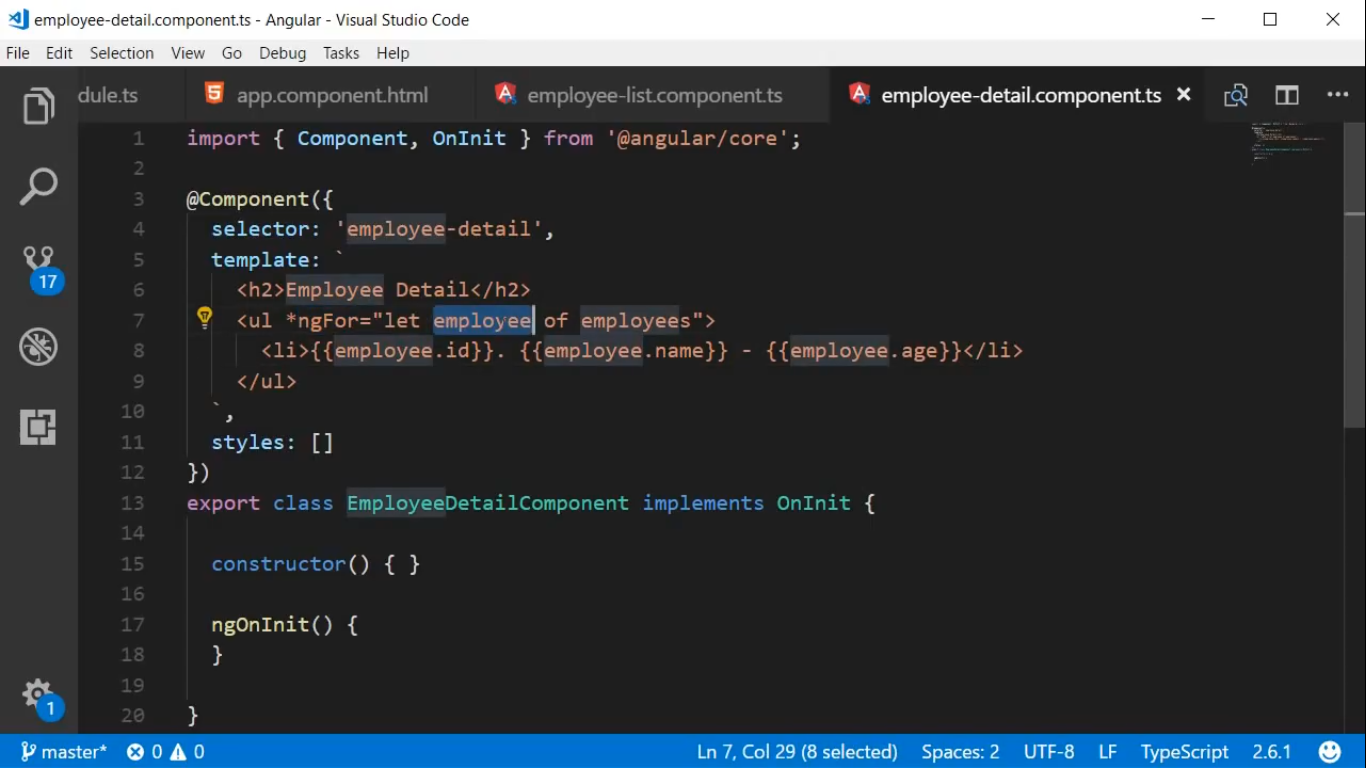 employee-detail.component.ts - Angular - Visual Studio Code
File Edit Selection View Go Debug Tasks Help
dule.ts app.component.html employee-list.component.ts employee-detail.component.ts
1 import { Component, OnInit } from '@angular/core';
2
3 @Component({
4 selector: 'employee-detail',
5 template: `
6 <h2>Employee Detail</h2>
7 <ul *ngFor="let employee of employees">
8 <li>{{employee.id}}. {{employee.name}} - {{employee.age}}</li>
9 </ul>
10 `,
11 styles: []
12 })
13 export class EmployeeDetailComponent implements OnInit {
14
15 constructor() { }
16
17 ngOnInit() {
18 }
19
20 }
17
1
master* 0 0 Ln 7, Col 29 (8 selected) Spaces: 2 UTF-8 LF TypeScript 2.6.1